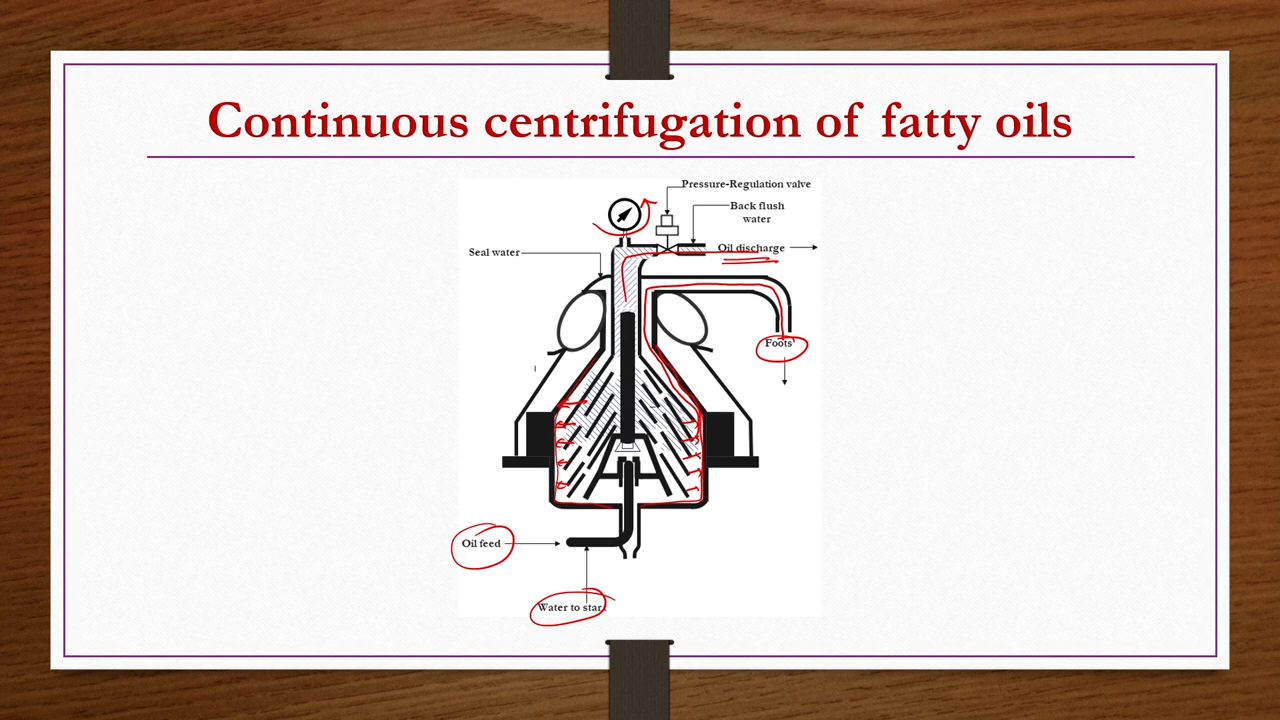 Continuous centrifugation of fatty oils
Pressure-Regulation valve
Back flush
water
Seal water
Oil discharge
Foots
Oil feed
Water to start